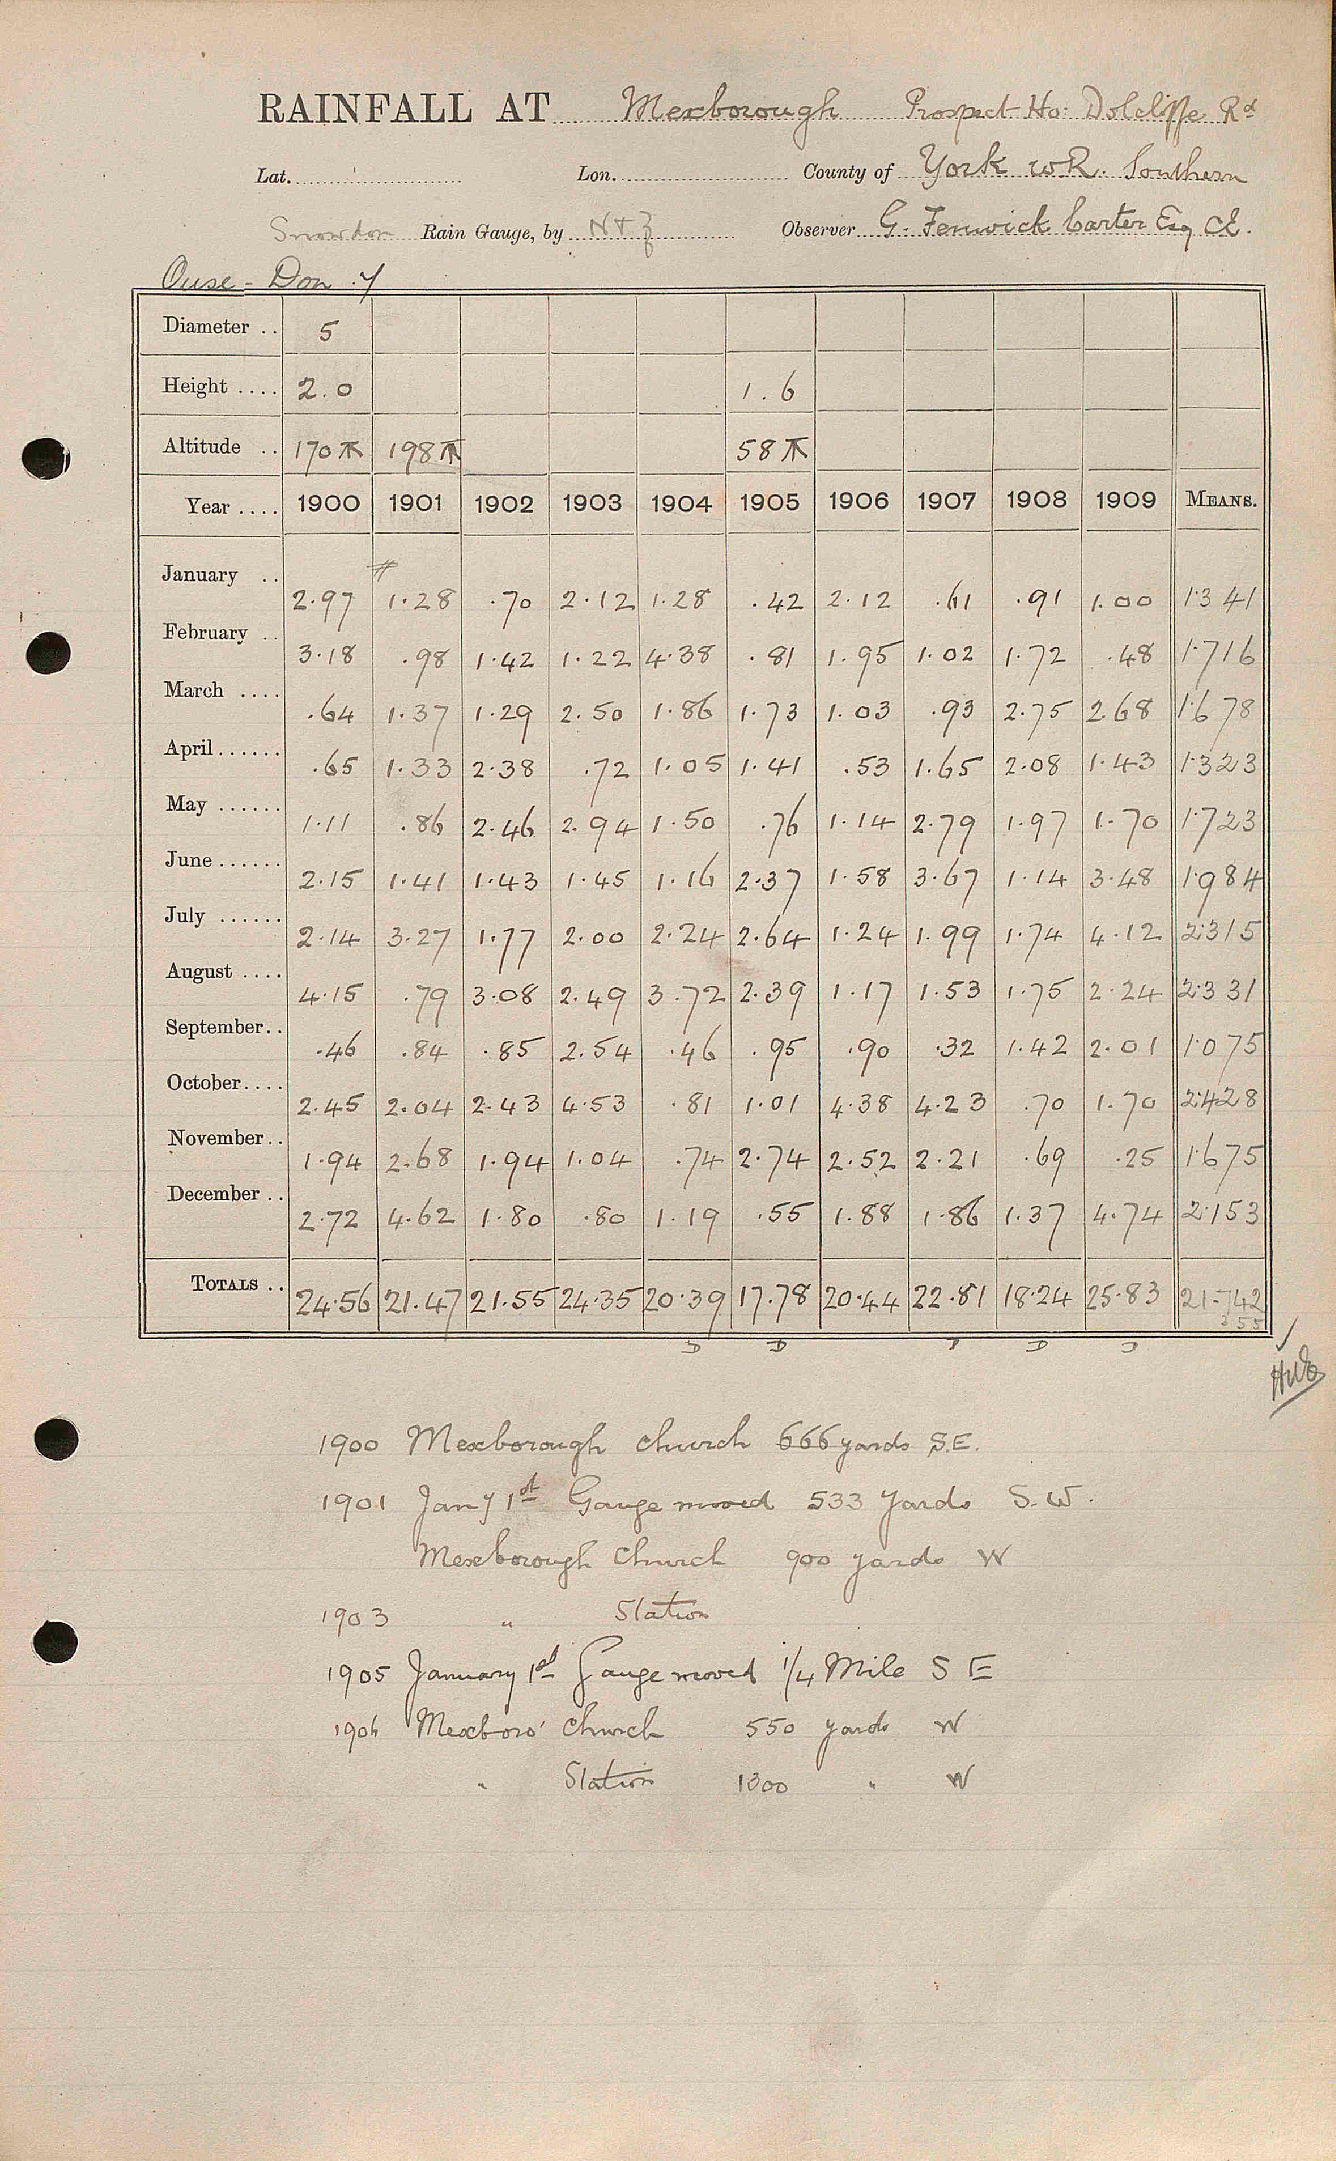 RAINFALL AT Mexborough Prospect Ho: Dolcliffe Rd
Lat. Lon. County of York W.R. Southern
Snowdon Rain Gauge, by N & Z Observer G. Fenwick Carter Esq CE.
Ouse - Don. 7
Diameter .. 5
Height .... 2.0 1.6
Altitude .. 170 198 58
Year .... 1900 1901 1902 1903 1904 1905 1906 1907 1908 1909 MEANS.
January .. 2.97 1.28 .70 2.12 1.28 .42 2.12 .61 .91 1.00 1.341
February .. 3.18 .98 1.42 1.22 4.38 .81 1.95 1.02 1.72 .48 1.716
March .... .64 1.37 1.29 2.50 1.86 1.73 1.03 .93 2.75 2.68 1.678
April ...... .65 1.33 2.38 .72 1.05 1.41 .53 1.65 2.08 1.43 1.323
May ...... 1.11 .86 2.46 2.94 1.50 .76 1.14 2.79 1.97 1.70 1.723
June ...... 2.15 1.41 1.43 1.45 1.16 2.37 1.58 3.67 1.14 3.48 1.984
July ...... 2.14 3.27 1.77 2.00 2.24 2.64 1.24 1.99 1.74 4.12 2.315
August .... 4.15 .79 3.08 2.49 3.72 2.39 1.17 1.53 1.75 2.24 2.331
September.. .46 .84 .85 2.54 .46 .95 .90 .32 1.42 2.01 1.075
October.... 2.45 2.04 2.43 4.53 .81 1.01 4.38 4.23 .70 1.70 2.428
November.. 1.94 2.68 1.94 1.04 .74 2.74 2.52 2.21 .69 .25 1.675
December .. 2.72 4.62 1.80 .80 1.19 .55 1.88 1.86 1.37 4.74 2.153
TOTALS .. 24.56 21.47 21.55 24.35 20.39 17.78 20.44 22.81 18.24 25.83 21.742
D D D
1900 Mexborough church 666 yards S.E.
1901 Jany 1st Gauge moved 533 yards S.W.
Mexborough Church 900 yards W
1903 " Station
1905 January 1st Gauge moved 1/4 Mile S E
1906 Mexboro' Church 550 yards W
" Station 1300 " W